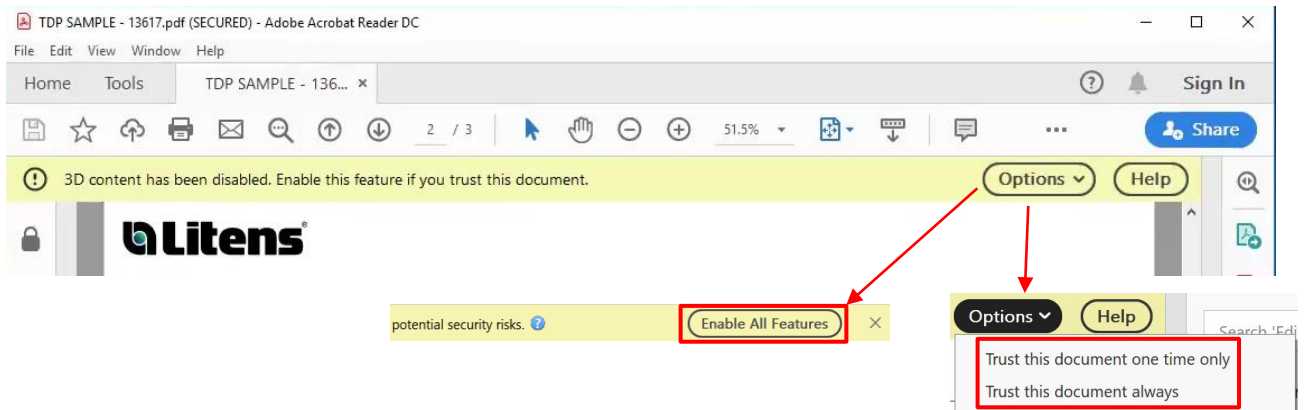 TDP SAMPLE - 13617.pdf (SECURED) - Adobe Acrobat Reader DC
File Edit View Window Help
Home Tools TDP SAMPLE - 136... × Sign In
2 / 3 51.5% Share
3D content has been disabled. Enable this feature if you trust this document. Options Help
Litens
potential security risks. Enable All Features
Options Help
Search 'Edi
Trust this document one time only
Trust this document always